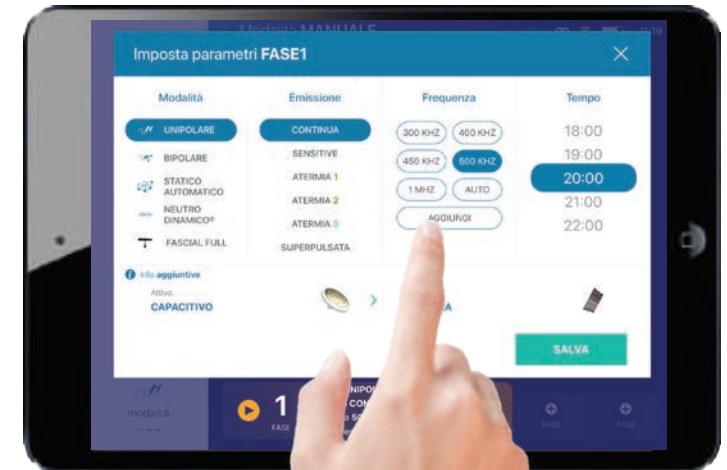 Modalità MANUALE
Imposta parametri FASE1
Modalità
UNIPOLARE
BIPOLARE
STATICO
AUTOMATICO
NEUTRO
DINAMICO®
FASCIAL FULL
Emissione
CONTINUA
SENSITIVE
ATERMIA 1
ATERMIA 2
ATERMIA 3
SUPERPULSATA
Frequenza
300 KHZ 400 KHZ
450 KHZ 500 KHZ
1 MHZ AUTO
AGGIUNGI
Tempo
18:00
19:00
20:00
21:00
22:00
Info aggiuntive
Attivo:
CAPACITIVO
SALVA
modalità
1
FASE
FASE
FASE